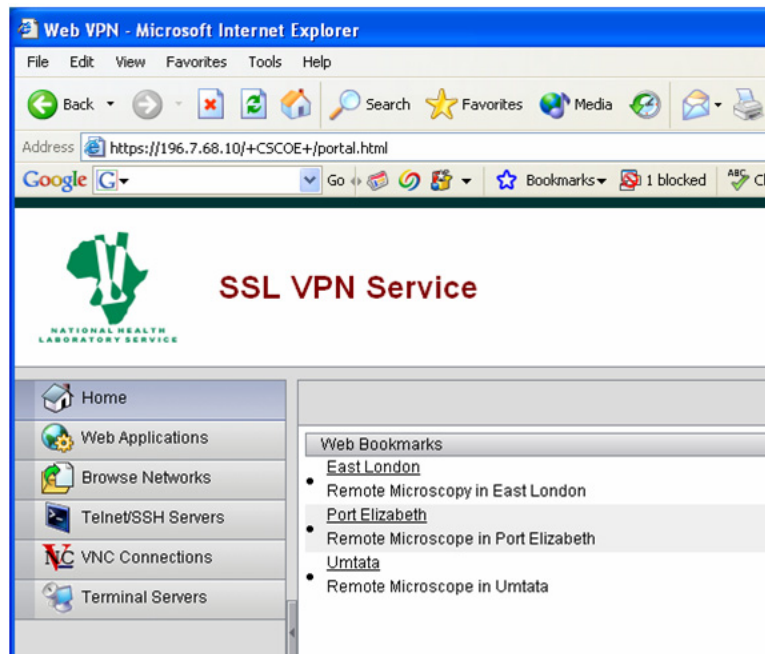 Web VPN - Microsoft Internet Explorer
File Edit View Favorites Tools Help
Back Search Favorites Media
Address https://196.7.68.10/+CSCOE+/portal.html
Google G Go Bookmarks 1 blocked ABC
SSL VPN Service
NATIONAL HEALTH
LABORATORY SERVICE
Home
Web Applications
Browse Networks
Telnet/SSH Servers
VNC VNC Connections
Terminal Servers
Web Bookmarks
East London
Remote Microscopy in East London
Port Elizabeth
Remote Microscope in Port Elizabeth
Umtata
Remote Microscope in Umtata